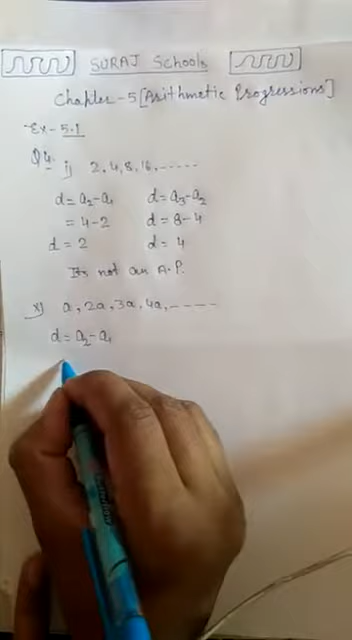 SURAJ Schools
Chapter-5[Arithmetic Progressions]
Ex-5.1
Q4. i) 2, 4, 8, 16, -----
d = a₂-a₁ d = a₃-a₂
= 4-2 d = 8-4
d = 2 d = 4
Its not an A.P.
x) a, 2a, 3a, 4a, ----
d = a₂-a₁